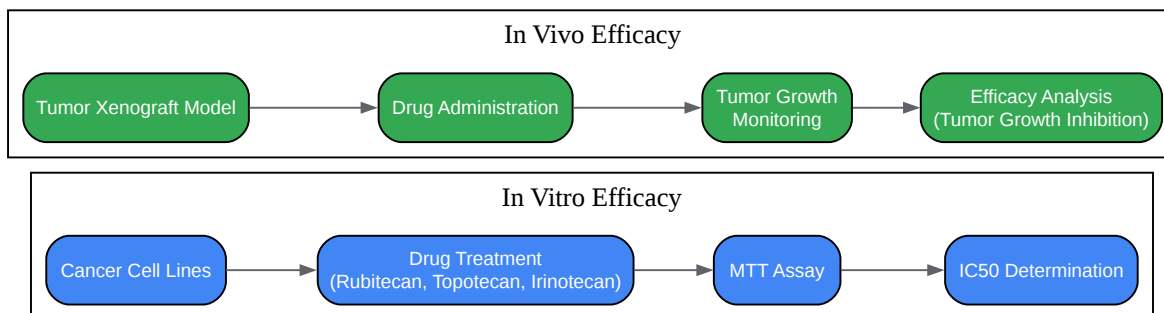 In Vivo Efficacy
Tumor Xenograft Model
Drug Administration
Tumor Growth
Monitoring
Efficacy Analysis
(Tumor Growth Inhibition)
In Vitro Efficacy
Cancer Cell Lines
Drug Treatment
(Rubitecan, Topotecan, Irinotecan)
MTT Assay
IC50 Determination